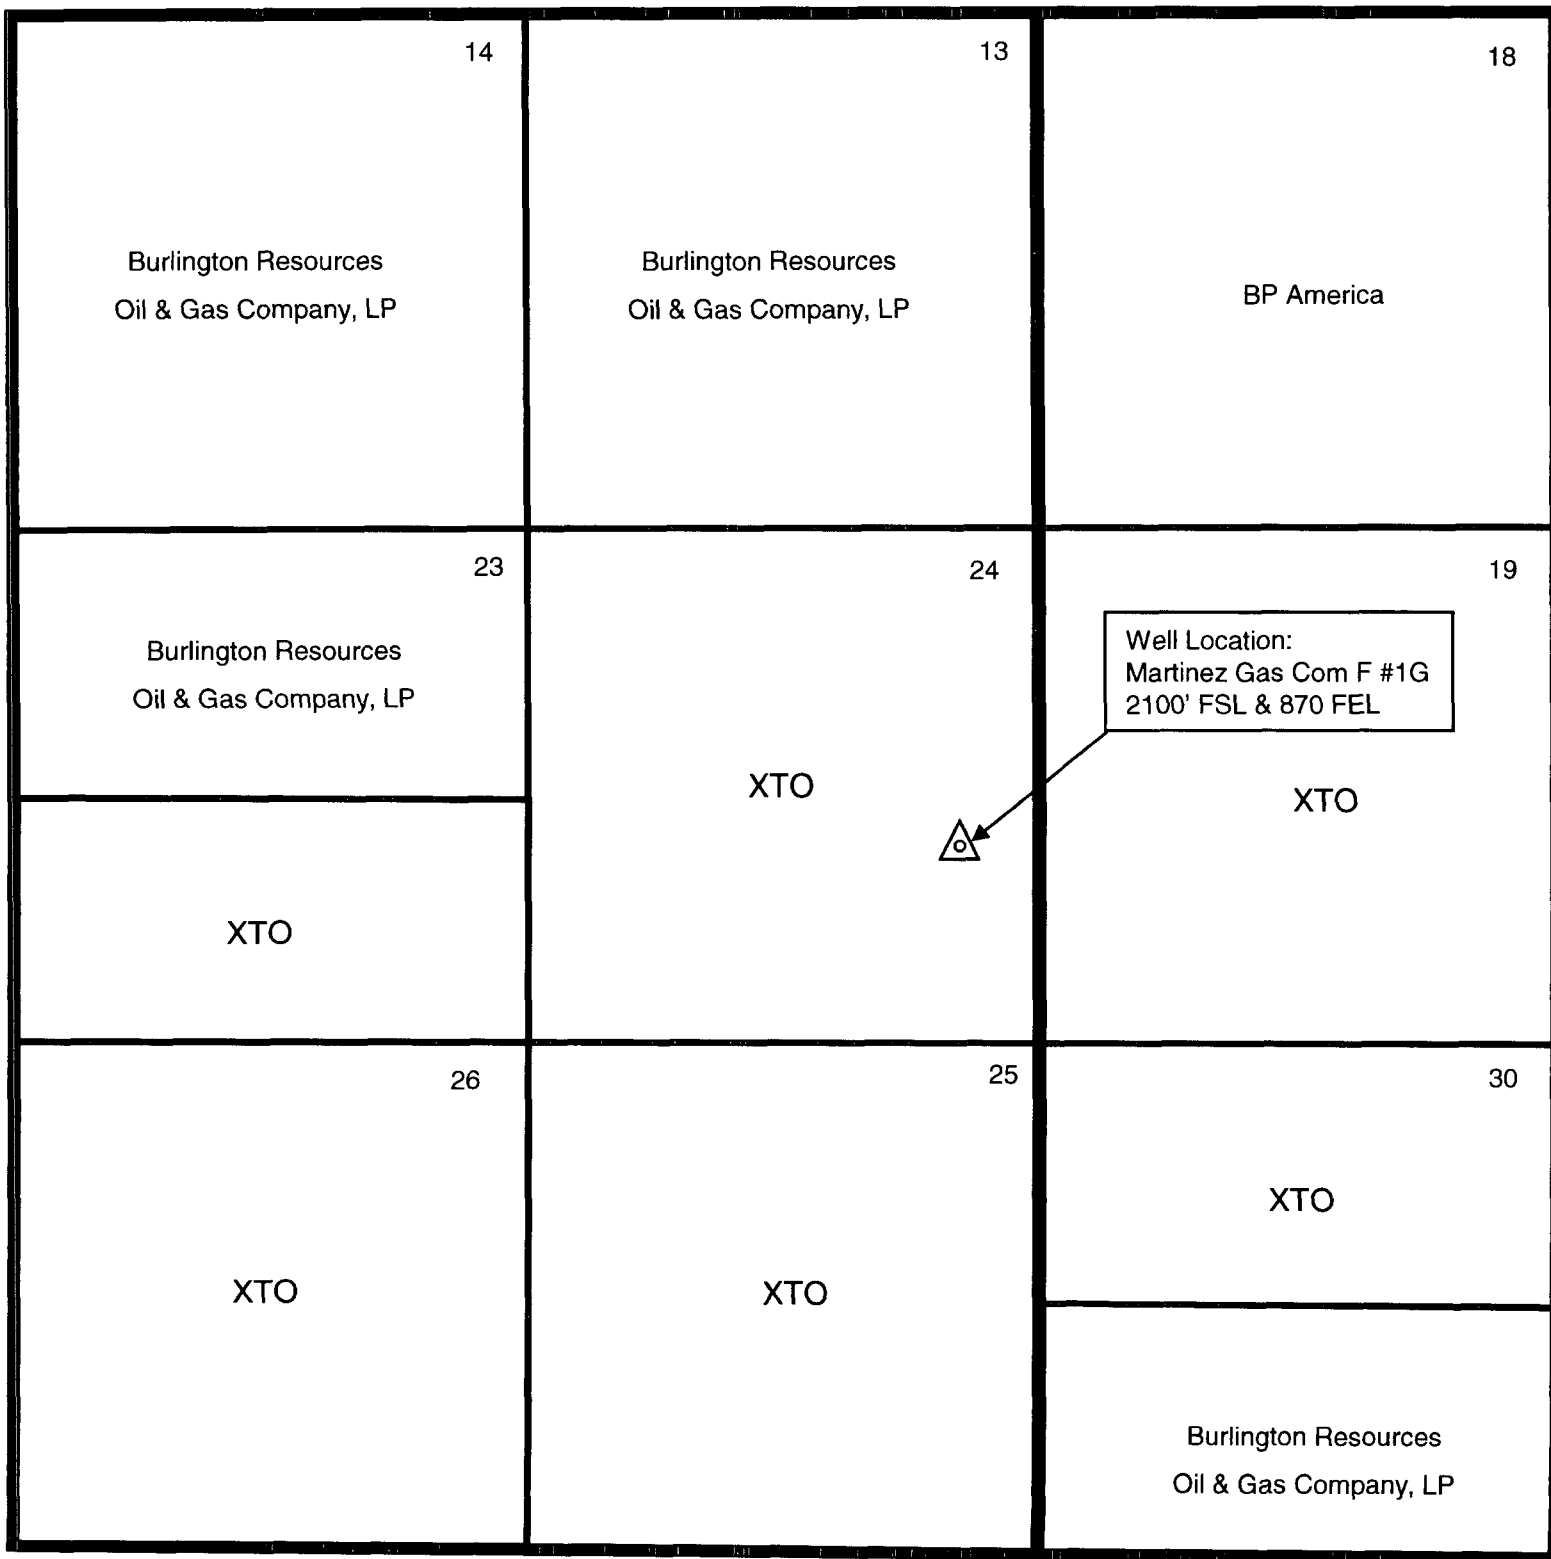 14
Burlington Resources
Oil & Gas Company, LP
13
Burlington Resources
Oil & Gas Company, LP
18
BP America
23
Burlington Resources
Oil & Gas Company, LP
XTO
24
XTO
19
Well Location:
Martinez Gas Com F #1G
2100' FSL & 870 FEL
XTO
26
XTO
25
XTO
30
XTO
Burlington Resources
Oil & Gas Company, LP